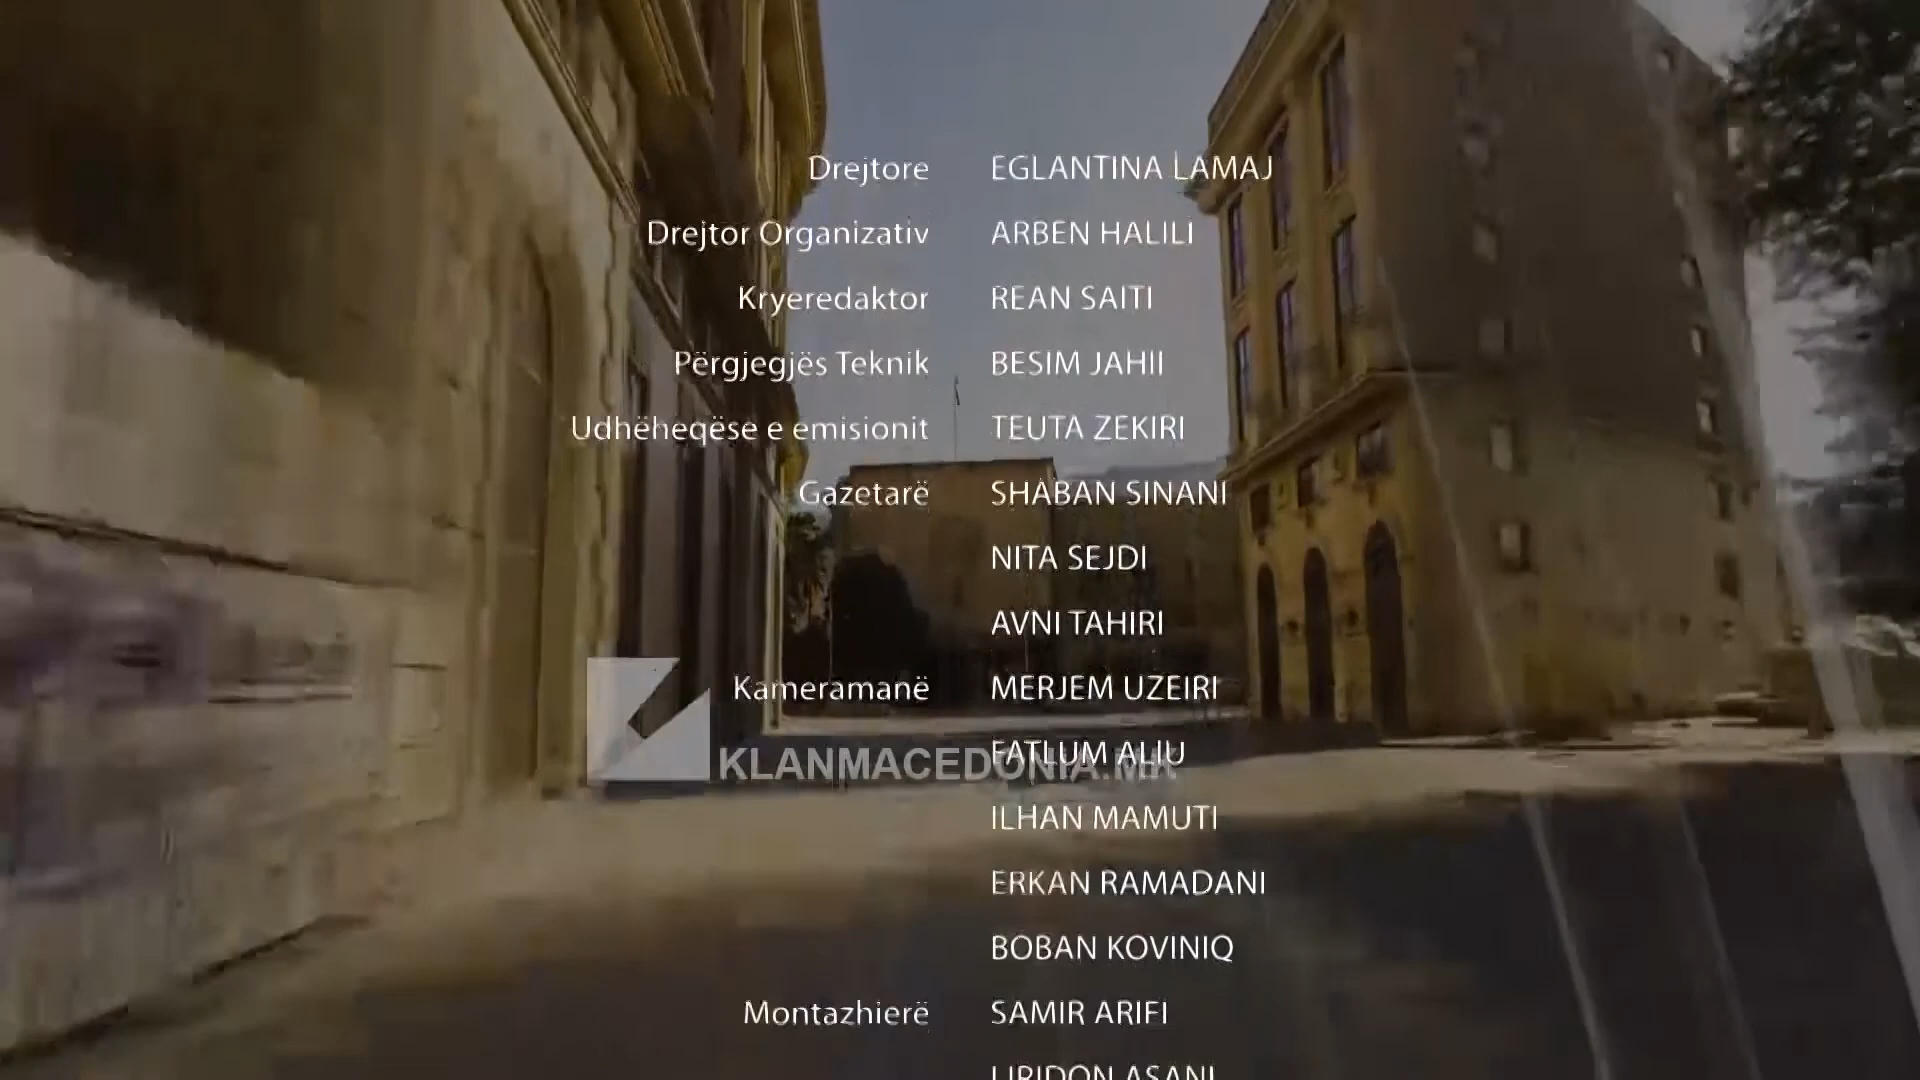 Drejtore EGLANTINA LAMAJ
Drejtor Organizativ ARBEN HALILI
Kryeredaktor REAN SAITI
Përgjegjës Teknik BESIM JAHII
Udhëheqëse e emisionit TEUTA ZEKIRI
Gazetarë SHABAN SINANI
NITA SEJDI
AVNI TAHIRI
Kameramanë MERJEM UZEIRI
FATLUM ALIU
KLANMACEDONIA.MK
ILHAN MAMUTI
ERKAN RAMADANI
BOBAN KOVINIQ
Montazhierë SAMIR ARIFI
LIRIDON ASANI